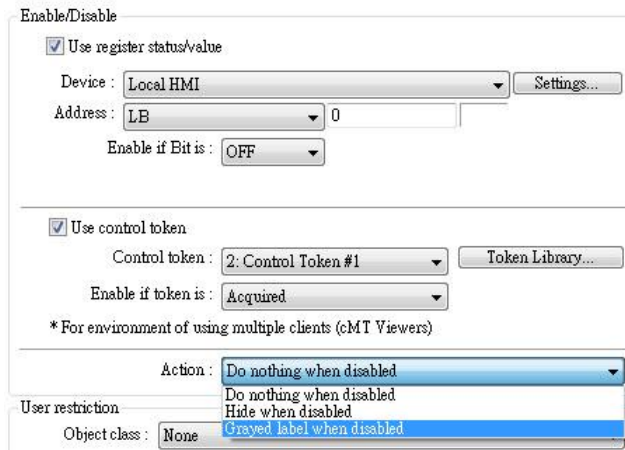 Enable/Disable
Use register status/value
Device : Local HMI Settings...
Address : LB 0
Enable if Bit is : OFF
Use control token
Control token : 2: Control Token #1 Token Library...
Enable if token is : Acquired
* For environment of using multiple clients (cMT Viewers)
Action : Do nothing when disabled
Do nothing when disabled
Hide when disabled
Grayed label when disabled
User restriction
Object class : None